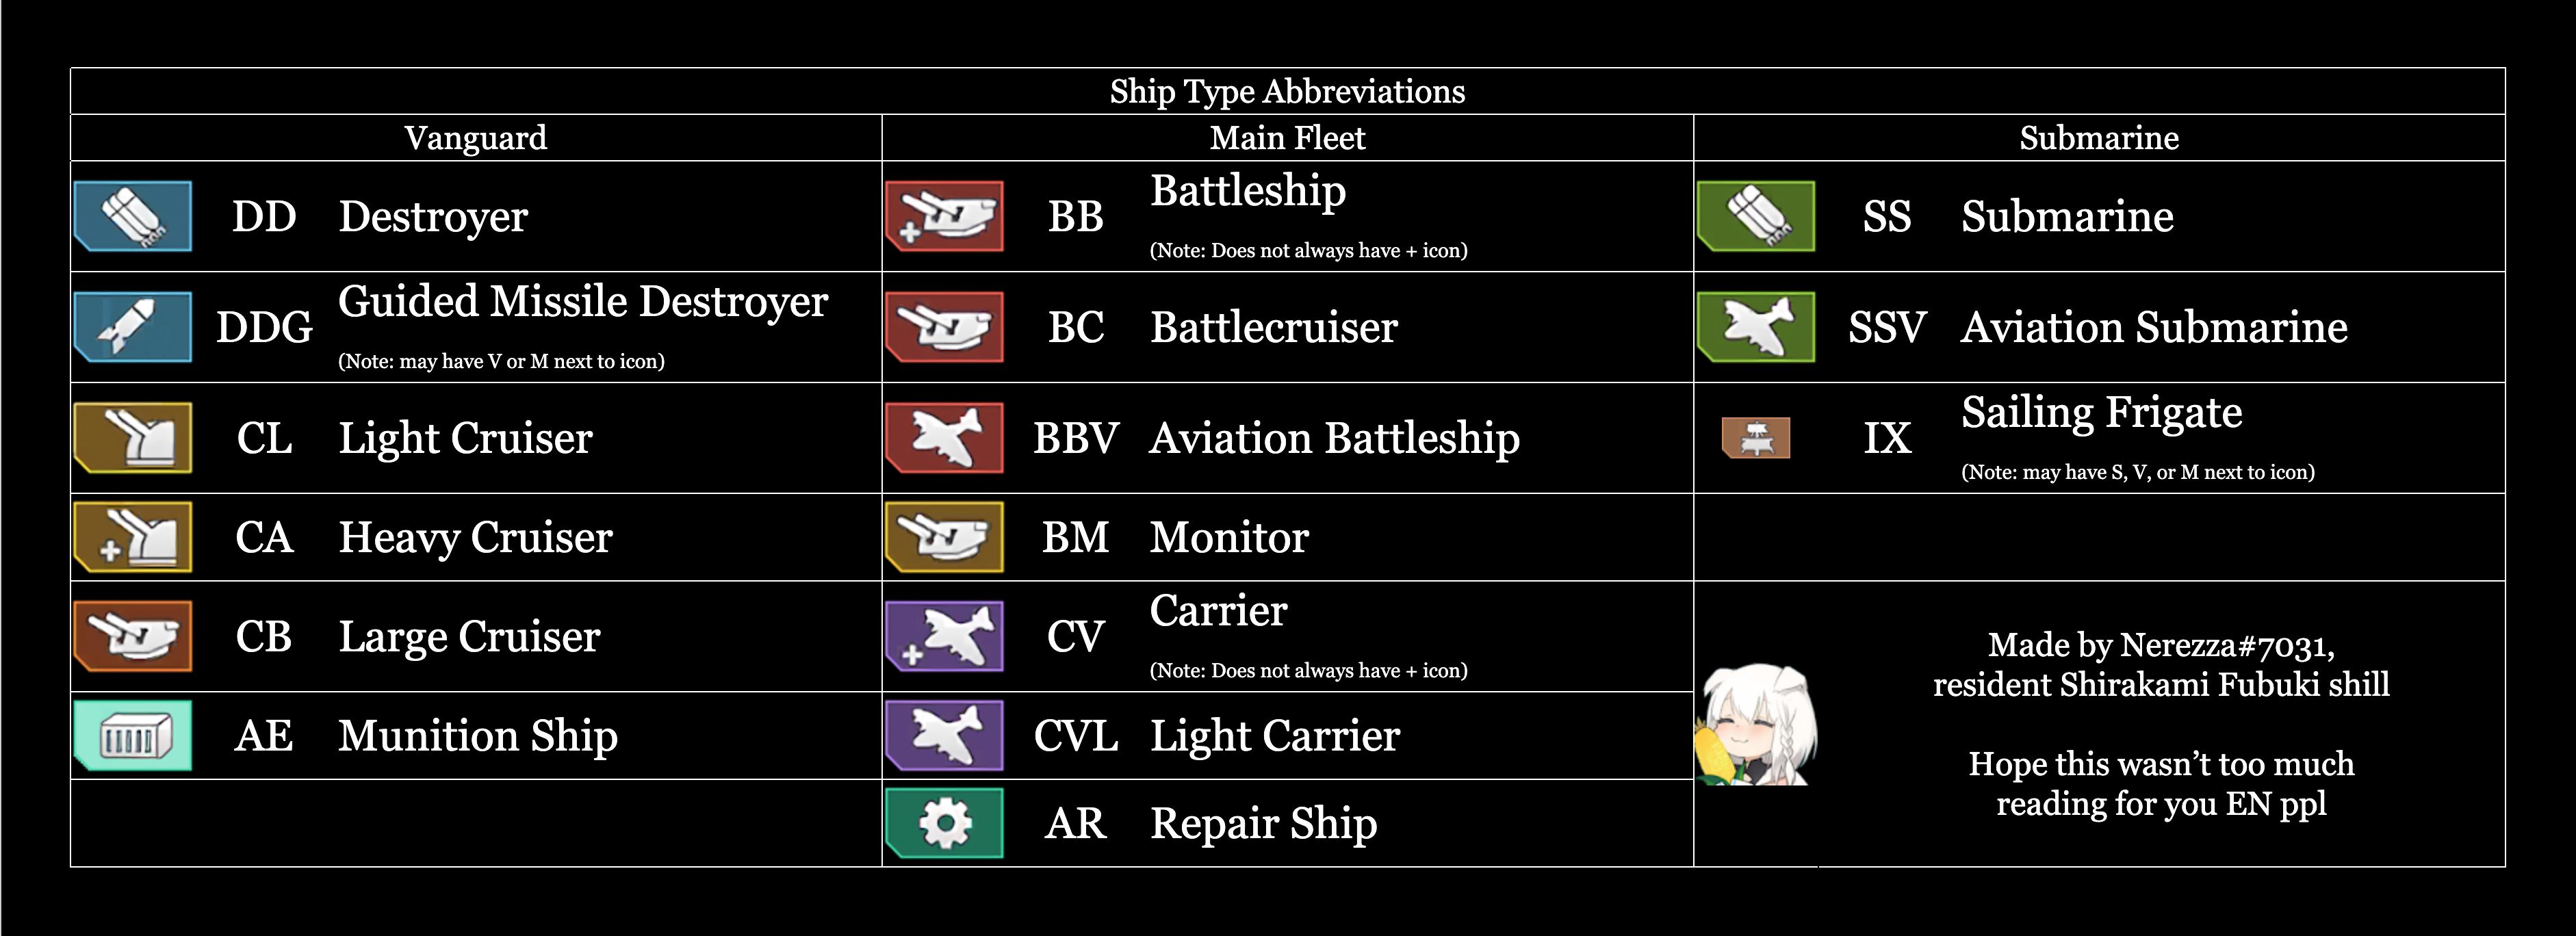 Ship Type Abbreviations
Vanguard
Main Fleet
Submarine
DD Destroyer
BB Battleship
(Note: Does not always have + icon)
SS Submarine
DDG Guided Missile Destroyer
(Note: may have V or M next to icon)
BC Battlecruiser
SSV Aviation Submarine
CL Light Cruiser
BBV Aviation Battleship
IX Sailing Frigate
(Note: may have S, V, or M next to icon)
CA Heavy Cruiser
BM Monitor
CB Large Cruiser
CV Carrier
(Note: Does not always have + icon)
AE Munition Ship
CVL Light Carrier
AR Repair Ship
Made by Nerezza#7031,
resident Shirakami Fubuki shill
Hope this wasn’t too much
reading for you EN ppl